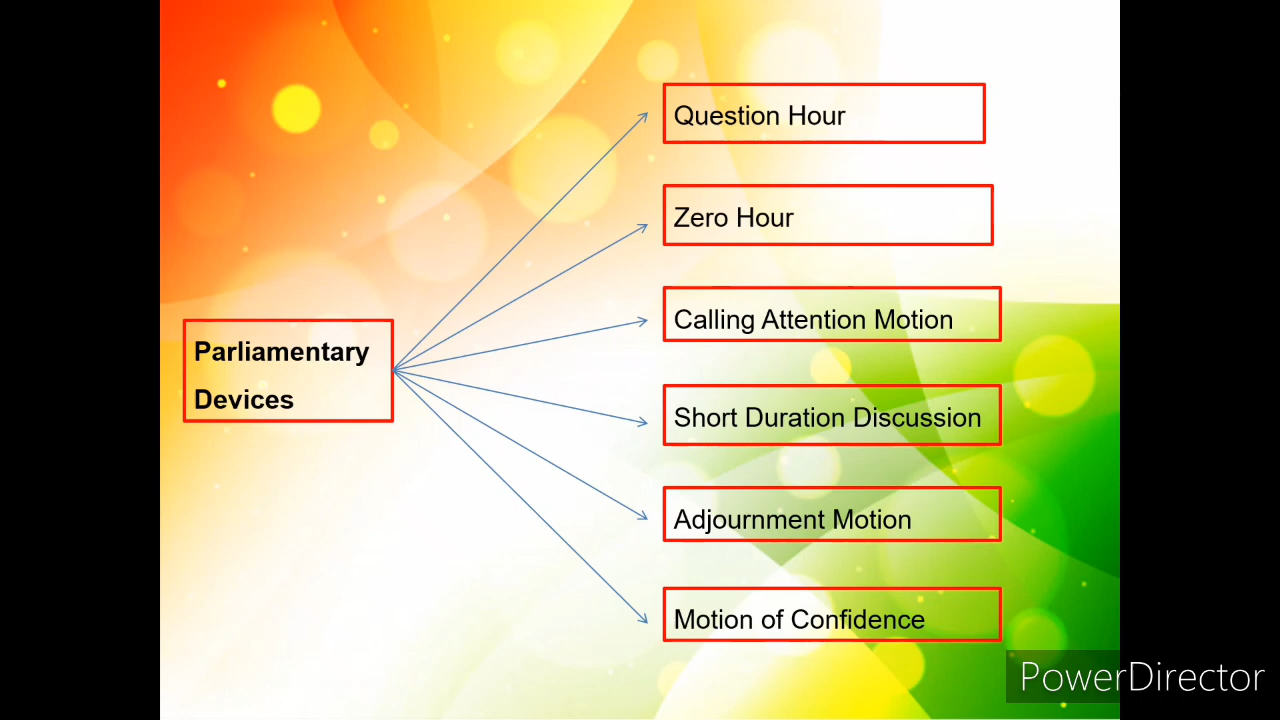 Question Hour
Zero Hour
Calling Attention Motion
Parliamentary
Devices
Short Duration Discussion
Adjournment Motion
Motion of Confidence
PowerDirector